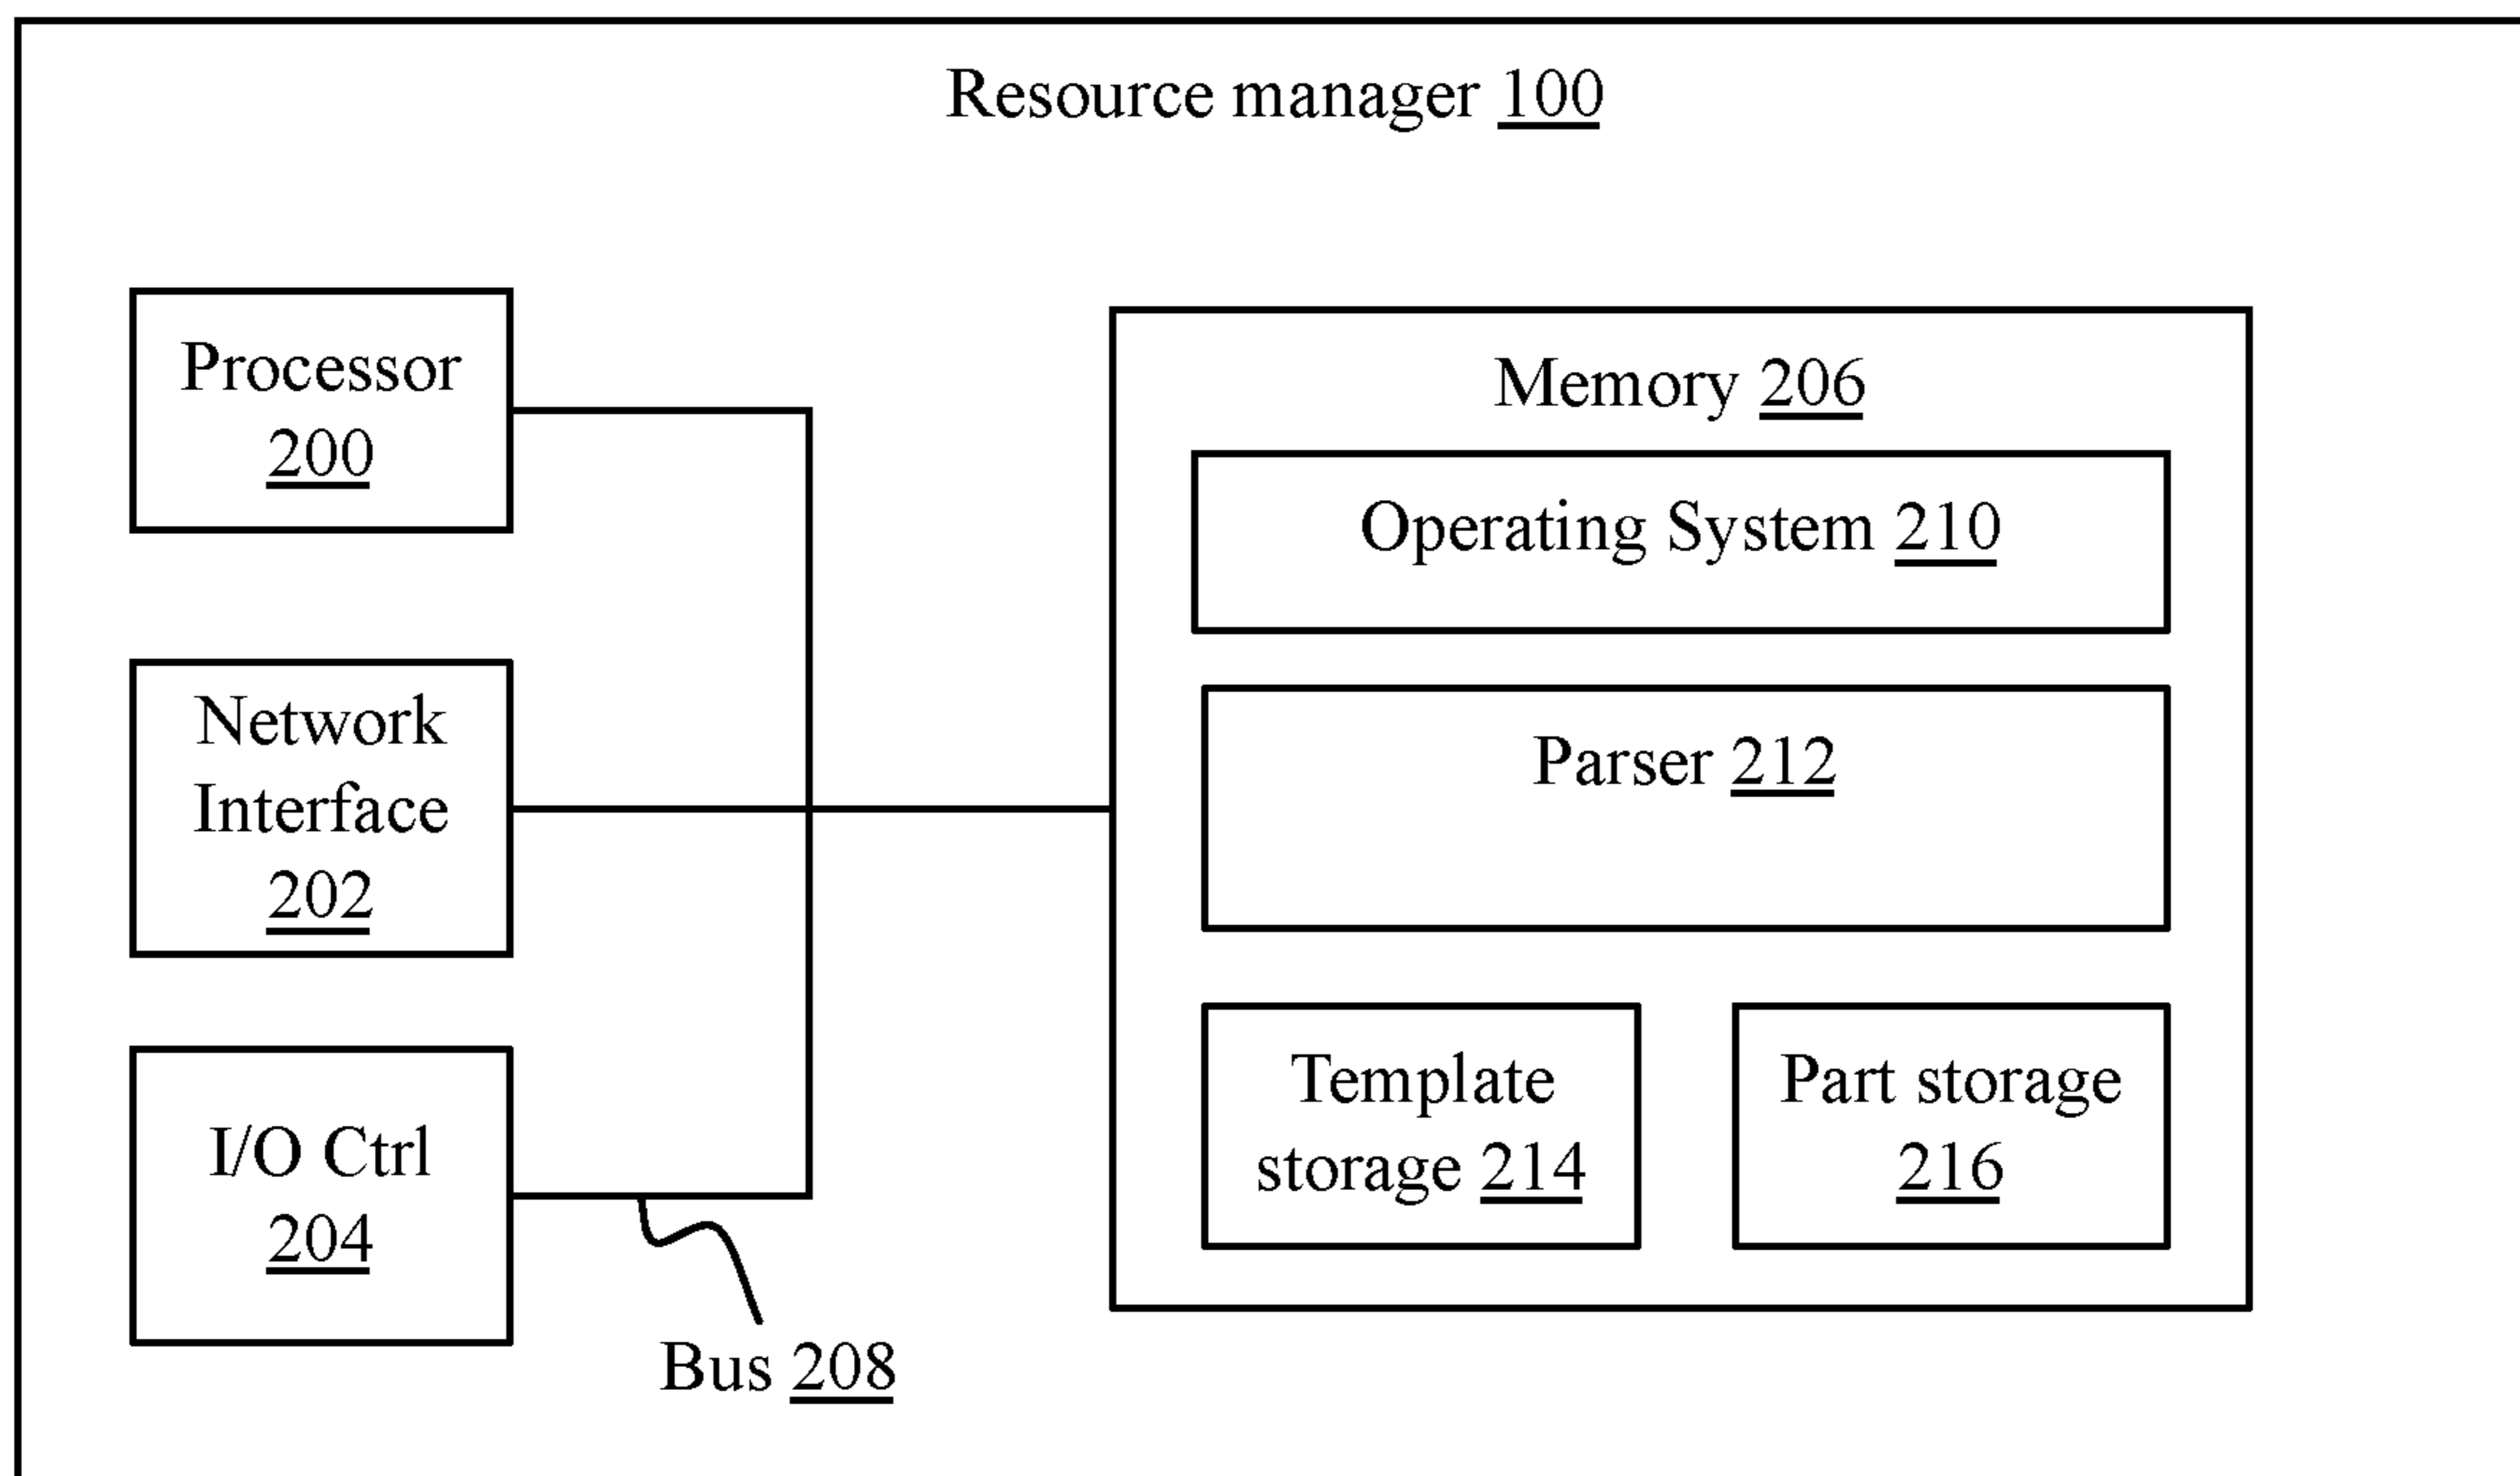 Resource manager 100
Processor
200
Network
Interface
202
I/O Ctrl
204
Bus 208
Memory 206
Operating System 210
Parser 212
Template
storage 214
Part storage
216